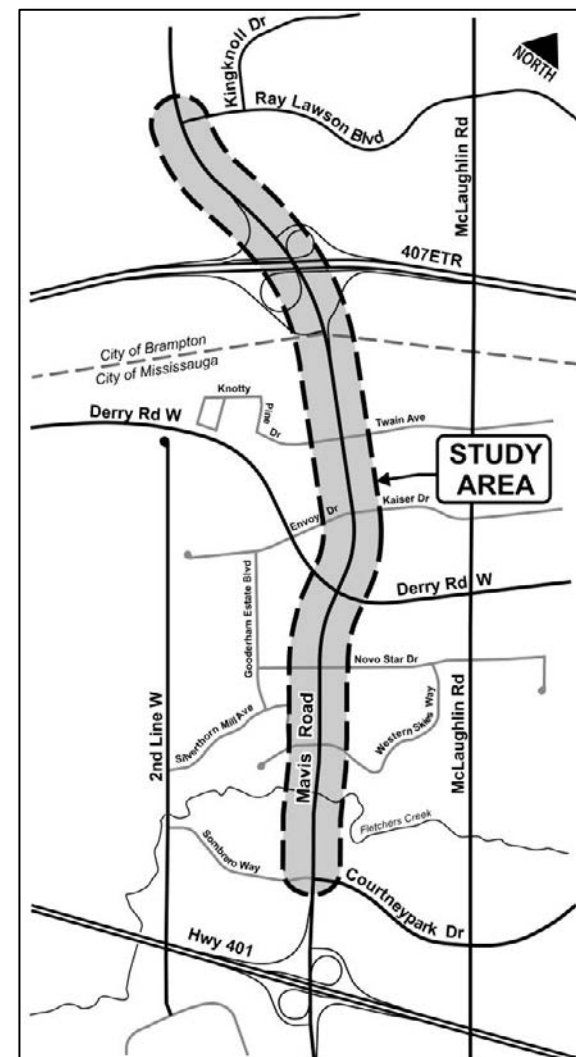 Kingknoll Dr
NORTH
Ray Lawson Blvd
McLaughlin Rd
407ETR
City of Brampton
City of Mississauga
Knotty
Pine
Dr
Derry Rd W
Twain Ave
STUDY
AREA
Kaiser Dr
Envoy Dr
Gooderham Estate Blvd
Derry Rd W
Novo Star Dr
Silverthorn Mill Ave
Western Skies Way
Mavis Road
2nd Line W
McLaughlin Rd
Fletchers Creek
Sombrero Way
Courtneypark Dr
Hwy 401